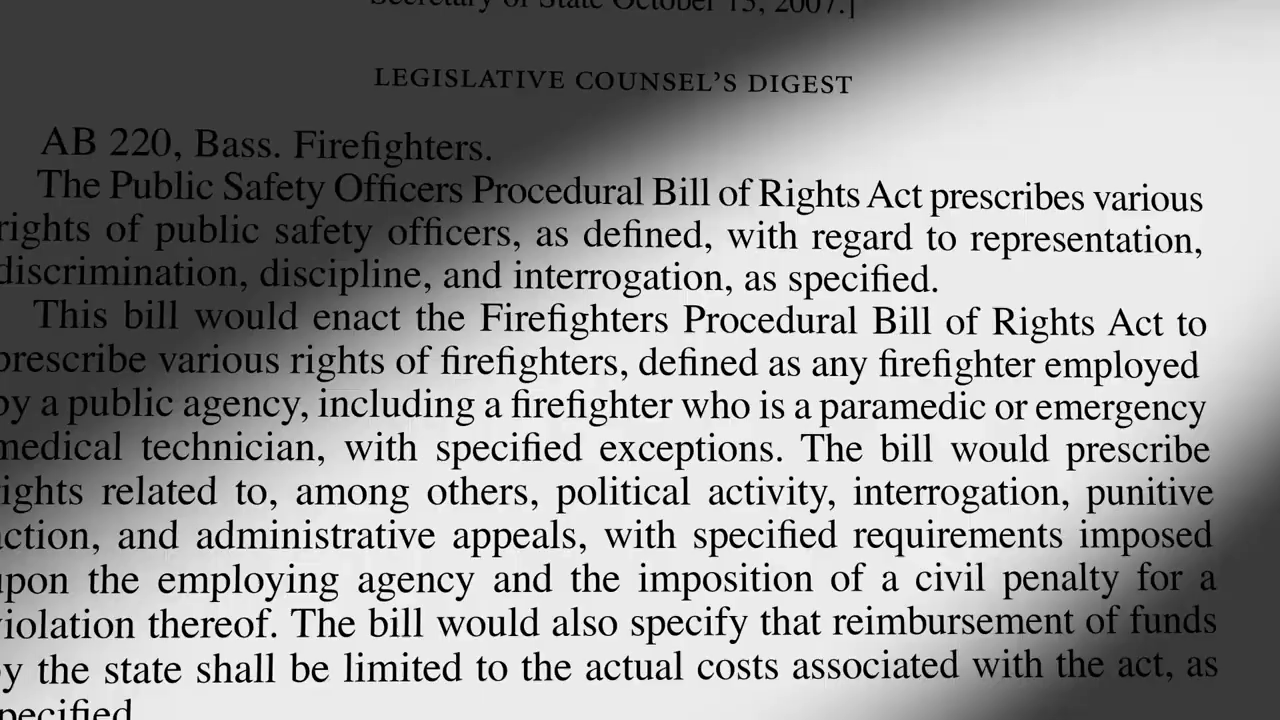 Secretary of State October 13, 2007.]
LEGISLATIVE COUNSEL'S DIGEST
AB 220, Bass. Firefighters.
The Public Safety Officers Procedural Bill of Rights Act prescribes various
rights of public safety officers, as defined, with regard to representation,
discrimination, discipline, and interrogation, as specified.
This bill would enact the Firefighters Procedural Bill of Rights Act to
prescribe various rights of firefighters, defined as any firefighter employed
by a public agency, including a firefighter who is a paramedic or emergency
medical technician, with specified exceptions. The bill would prescribe
rights related to, among others, political activity, interrogation, punitive
action, and administrative appeals, with specified requirements imposed
upon the employing agency and the imposition of a civil penalty for a
violation thereof. The bill would also specify that reimbursement of funds
by the state shall be limited to the actual costs associated with the act, as
specified.